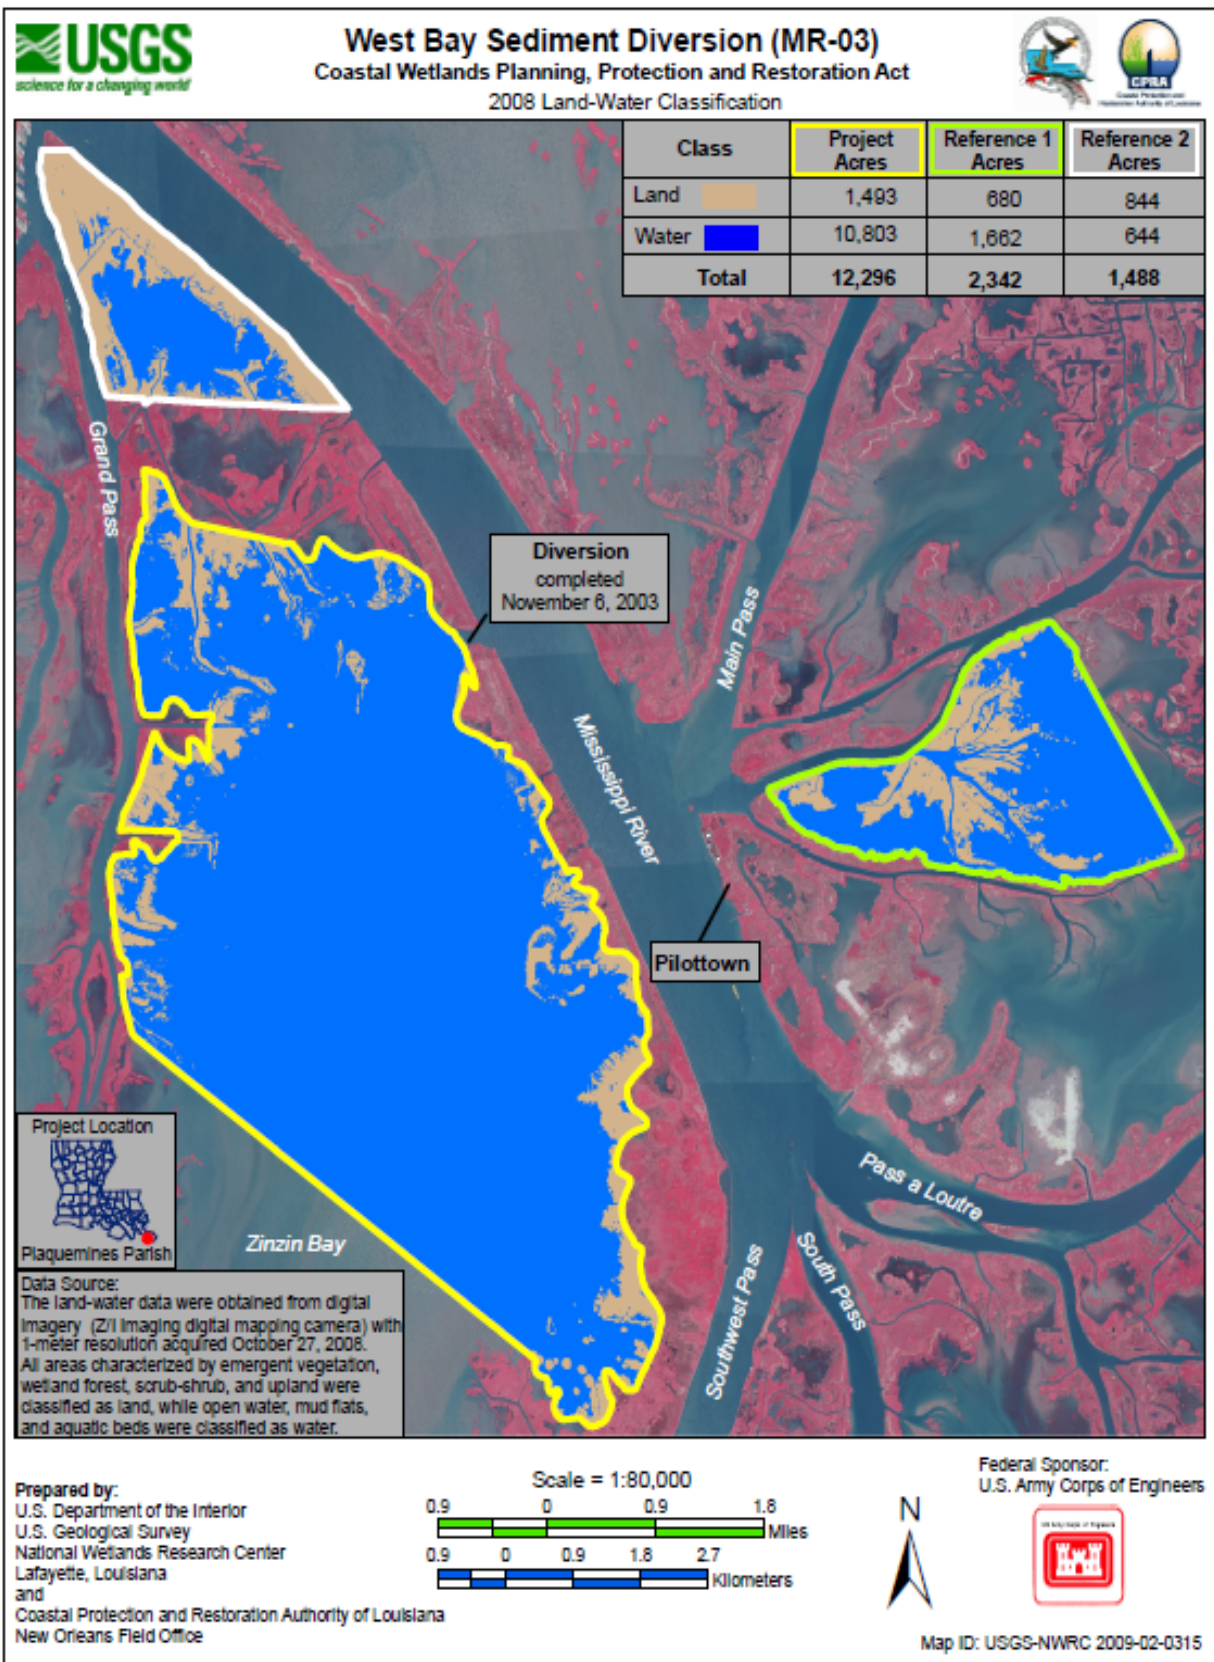 USGS
science for a changing world
West Bay Sediment Diversion (MR-03)
Coastal Wetlands Planning, Protection and Restoration Act
2008 Land-Water Classification
CPRA
Class
Project Acres
Reference 1 Acres
Reference 2 Acres
Land 1,493 680 844
Water 10,803 1,662 644
Total 12,296 2,342 1,488
Grand Pass
Diversion
completed
November 6, 2003
Main Pass
Mississippi River
Pilottown
Pass a Loutre
South Pass
Southwest Pass
Zinzin Bay
Project Location
Plaquemines Parish
Data Source:
The land-water data were obtained from digital
imagery (Z/I Imaging digital mapping camera) with
1-meter resolution acquired October 27, 2008.
All areas characterized by emergent vegetation,
wetland forest, scrub-shrub, and upland were
classified as land, while open water, mud flats,
and aquatic beds were classified as water.
Prepared by:
U.S. Department of the Interior
U.S. Geological Survey
National Wetlands Research Center
Lafayette, Louisiana
and
Coastal Protection and Restoration Authority of Louisiana
New Orleans Field Office
Scale = 1:80,000
0.9 0 0.9 1.8
Miles
0.9 0 0.9 1.8 2.7
Kilometers
N
Federal Sponsor:
U.S. Army Corps of Engineers
Map ID: USGS-NWRC 2009-02-0315